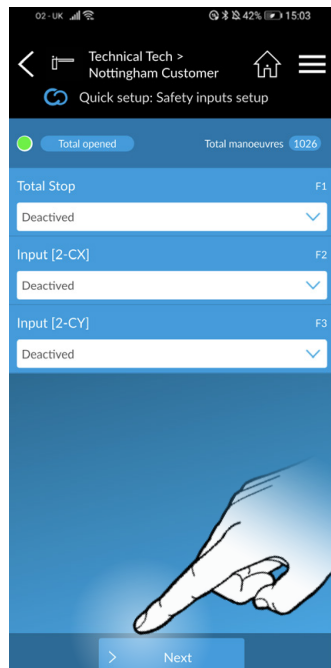 O2-UK 42% 15:03
Technical Tech >
Nottingham Customer
Quick setup: Safety inputs setup
Total opened Total manoeuvres 1026
Total Stop F1
Deactived
Input [2-CX] F2
Deactived
Input [2-CY] F3
Deactived
> Next